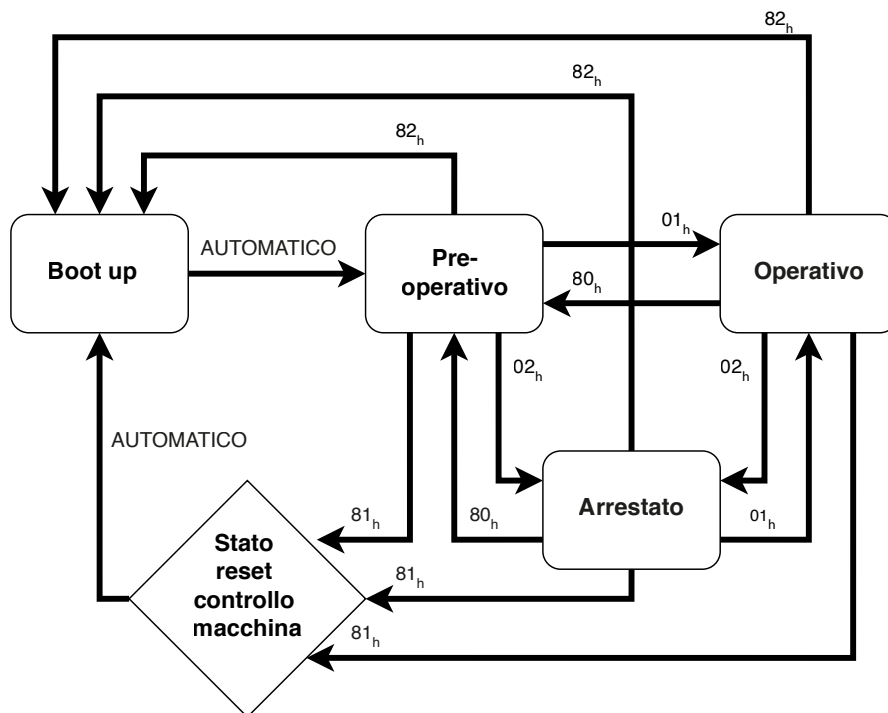 82h
82h
82h
Boot up
AUTOMATICO
Pre-
operativo
01h
80h
Operativo
02h
02h
AUTOMATICO
Arrestato
81h
80h
01h
Stato
reset
controllo
macchina
81h
81h